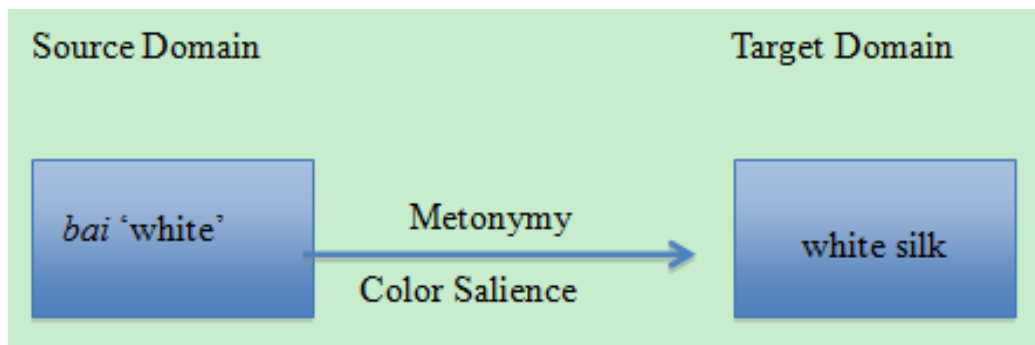 Source Domain
Target Domain
bai ‘white’
Metonymy
Color Salience
white silk